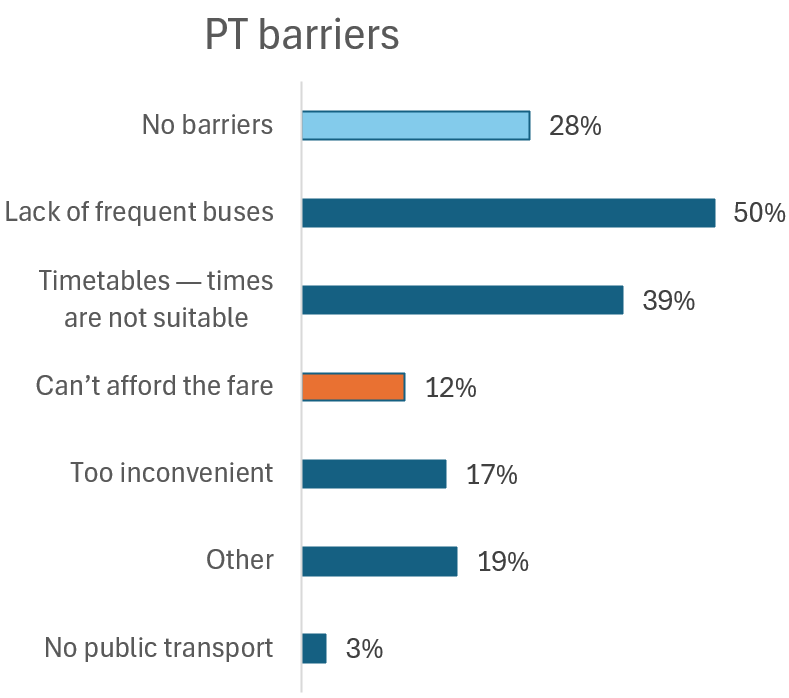 PT barriers
No barriers 28%
Lack of frequent buses 50%
Timetables — times
are not suitable 39%
Can’t afford the fare 12%
Too inconvenient 17%
Other 19%
No public transport 3%